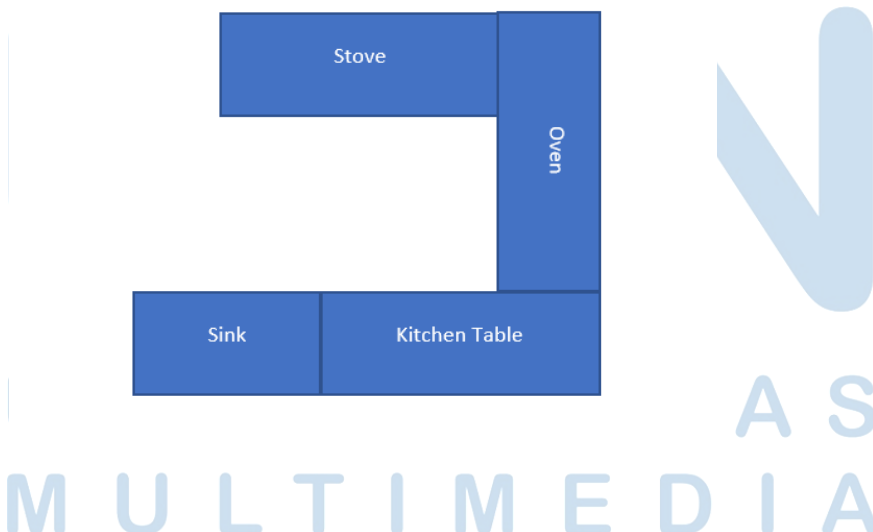 Stove
Oven
Sink
Kitchen Table
A S
M U L T I M E D I A